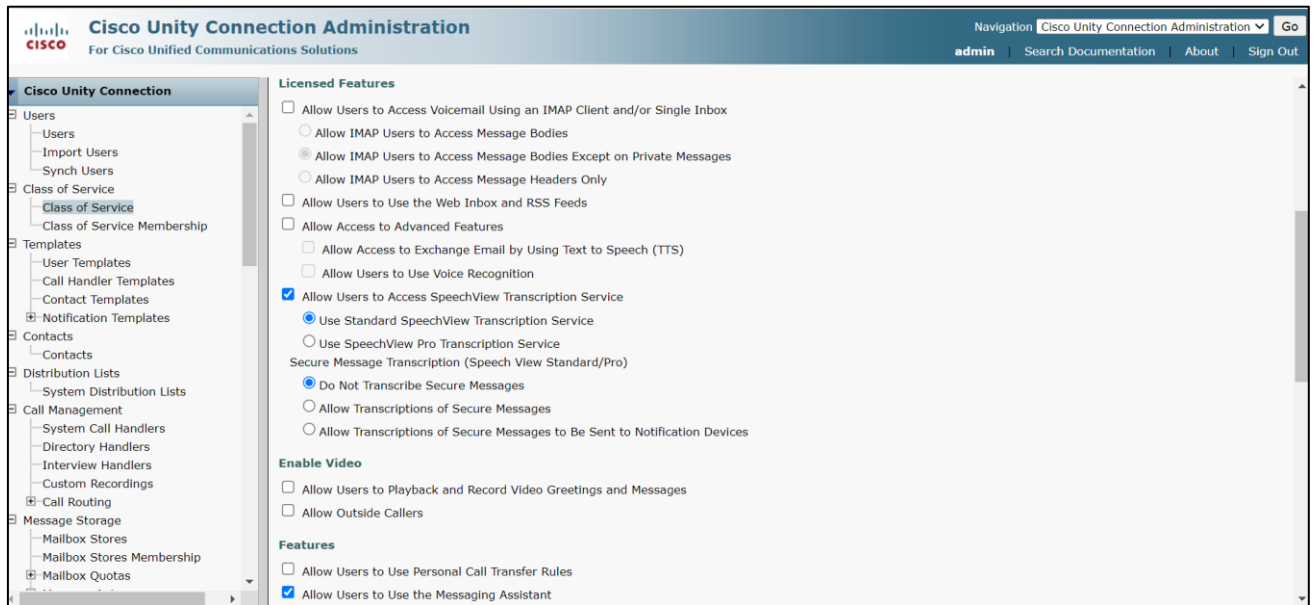 Cisco Unity Connection Administration
For Cisco Unified Communications Solutions
CISCO
Navigation Cisco Unity Connection Administration Go
admin | Search Documentation | About | Sign Out
Cisco Unity Connection
Users
Users
Import Users
Synch Users
Class of Service
Class of Service
Class of Service Membership
Templates
User Templates
Call Handler Templates
Contact Templates
Notification Templates
Contacts
Contacts
Distribution Lists
System Distribution Lists
Call Management
System Call Handlers
Directory Handlers
Interview Handlers
Custom Recordings
Call Routing
Message Storage
Mailbox Stores
Mailbox Stores Membership
Mailbox Quotas
Licensed Features
Allow Users to Access Voicemail Using an IMAP Client and/or Single Inbox
Allow IMAP Users to Access Message Bodies
Allow IMAP Users to Access Message Bodies Except on Private Messages
Allow IMAP Users to Access Message Headers Only
Allow Users to Use the Web Inbox and RSS Feeds
Allow Access to Advanced Features
Allow Access to Exchange Email by Using Text to Speech (TTS)
Allow Users to Use Voice Recognition
Allow Users to Access SpeechView Transcription Service
Use Standard SpeechView Transcription Service
Use SpeechView Pro Transcription Service
Secure Message Transcription (Speech View Standard/Pro)
Do Not Transcribe Secure Messages
Allow Transcriptions of Secure Messages
Allow Transcriptions of Secure Messages to Be Sent to Notification Devices
Enable Video
Allow Users to Playback and Record Video Greetings and Messages
Allow Outside Callers
Features
Allow Users to Use Personal Call Transfer Rules
Allow Users to Use the Messaging Assistant